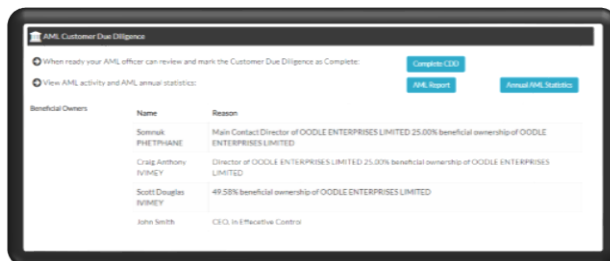 AML Customer Due Diligence
When ready your AML officer can review and mark the Customer Due Diligence as Complete:
Complete CDD
View AML activity and AML annual statistics:
AML Report
Annual AML Statistics
Beneficial Owners
Name
Reason
Somnuk
PHETPHANE
Main Contact Director of OODLE ENTERPRISES LIMITED 25.00% beneficial ownership of OODLE
ENTERPRISES LIMITED
Craig Anthony
IVIMEY
Director of OODLE ENTERPRISES LIMITED 25.00% beneficial ownership of OODLE ENTERPRISES
LIMITED
Scott Douglas
IVIMEY
49.58% beneficial ownership of OODLE ENTERPRISES LIMITED
John Smith
CEO, in Effecative Control